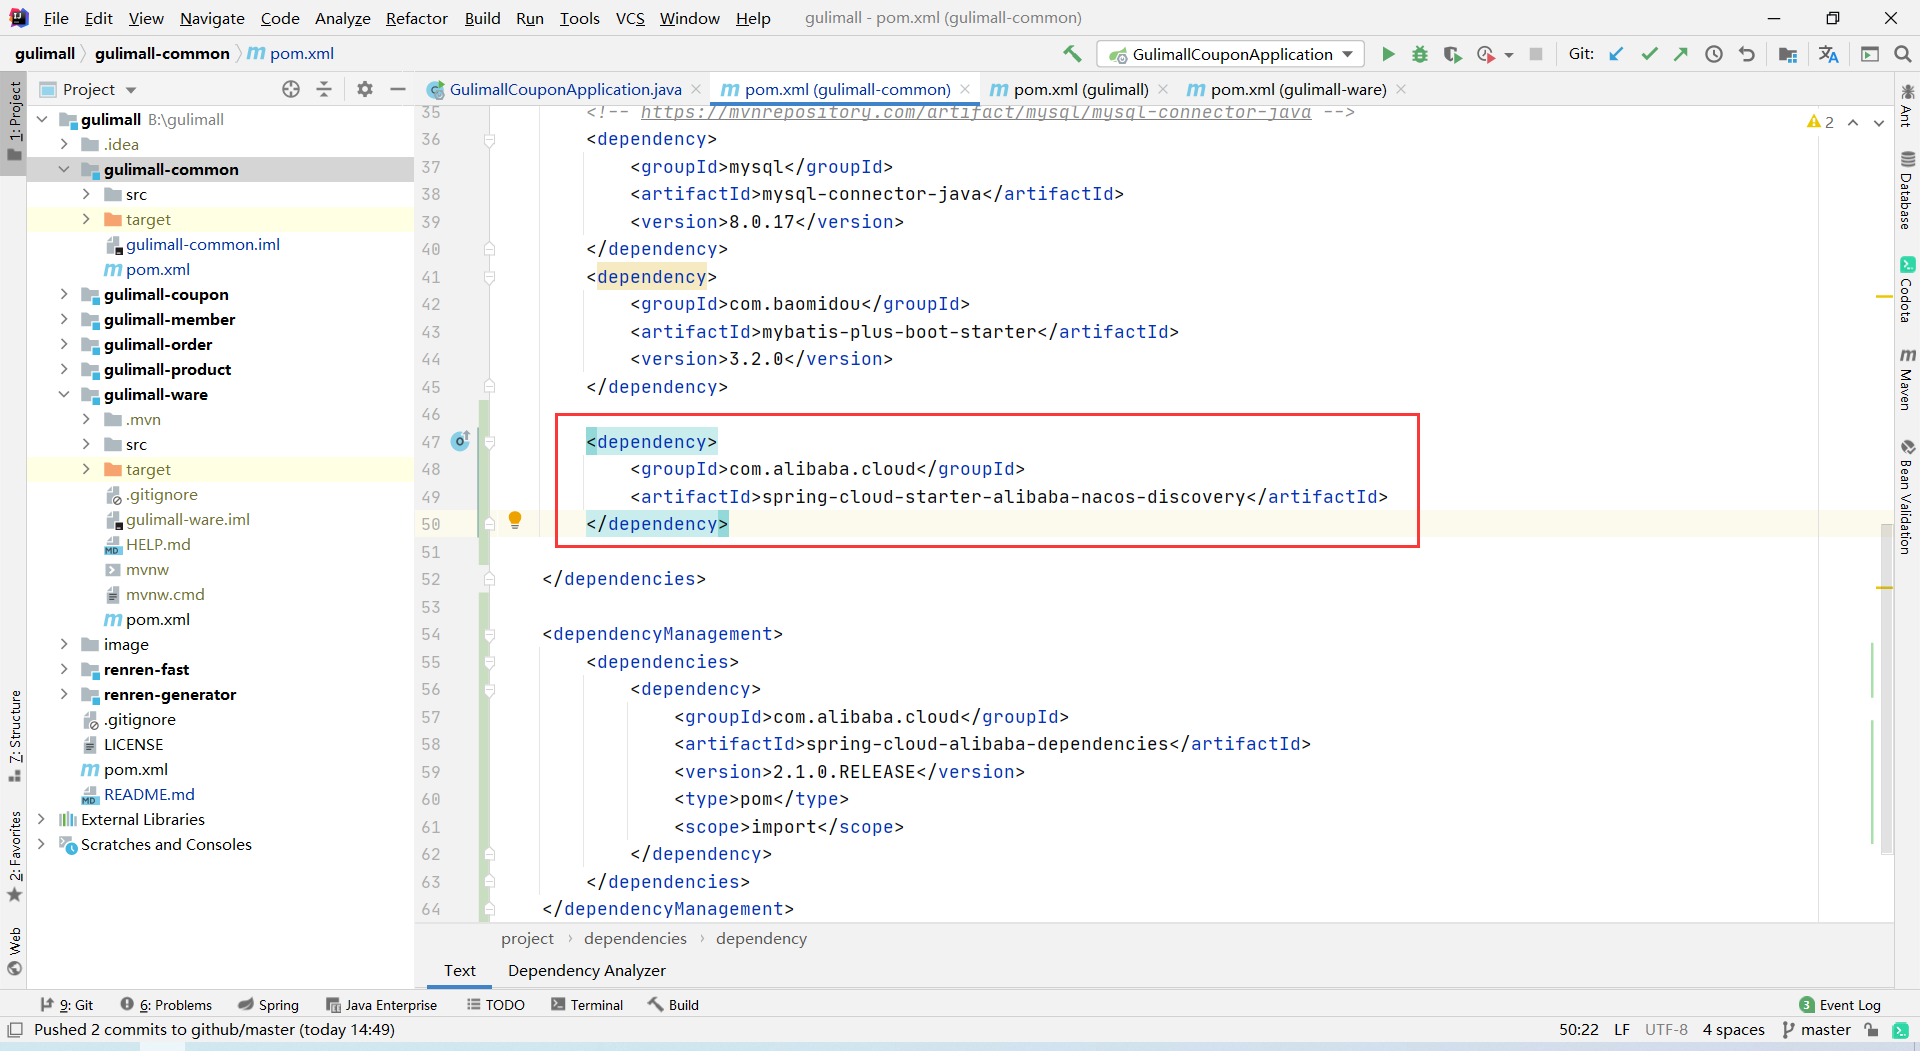 File Edit View Navigate Code Analyze Refactor Build Run Tools VCS Window Help gulimall - pom.xml (gulimall-common)
gulimall gulimall-common pom.xml GulimallCouponApplication Git:
Project GulimallCouponApplication.java pom.xml (gulimall-common) pom.xml (gulimall) pom.xml (gulimall-ware)
1: Project
7: Structure
2: Favorites
Web
gulimall B:\gulimall
.idea
gulimall-common
src
target
gulimall-common.iml
pom.xml
gulimall-coupon
gulimall-member
gulimall-order
gulimall-product
gulimall-ware
.mvn
src
target
.gitignore
gulimall-ware.iml
HELP.md
mvnw
mvnw.cmd
pom.xml
image
renren-fast
renren-generator
.gitignore
LICENSE
pom.xml
README.md
External Libraries
Scratches and Consoles
35 <!-- https://mvnrepository.com/artifact/mysql/mysql-connector-java -->
36 <dependency>
37 <groupId>mysql</groupId>
38 <artifactId>mysql-connector-java</artifactId>
39 <version>8.0.17</version>
40 </dependency>
41 <dependency>
42 <groupId>com.baomidou</groupId>
43 <artifactId>mybatis-plus-boot-starter</artifactId>
44 <version>3.2.0</version>
45 </dependency>
46
47 <dependency>
48 <groupId>com.alibaba.cloud</groupId>
49 <artifactId>spring-cloud-starter-alibaba-nacos-discovery</artifactId>
50 </dependency>
51
52 </dependencies>
53
54 <dependencyManagement>
55 <dependencies>
56 <dependency>
57 <groupId>com.alibaba.cloud</groupId>
58 <artifactId>spring-cloud-alibaba-dependencies</artifactId>
59 <version>2.1.0.RELEASE</version>
60 <type>pom</type>
61 <scope>import</scope>
62 </dependency>
63 </dependencies>
64 </dependencyManagement>
2
Ant
Database
Codota
Maven
Bean Validation
project dependencies dependency
Text Dependency Analyzer
9: Git 6: Problems Spring Java Enterprise TODO Terminal Build 3 Event Log
Pushed 2 commits to github/master (today 14:49) 50:22 LF UTF-8 4 spaces master